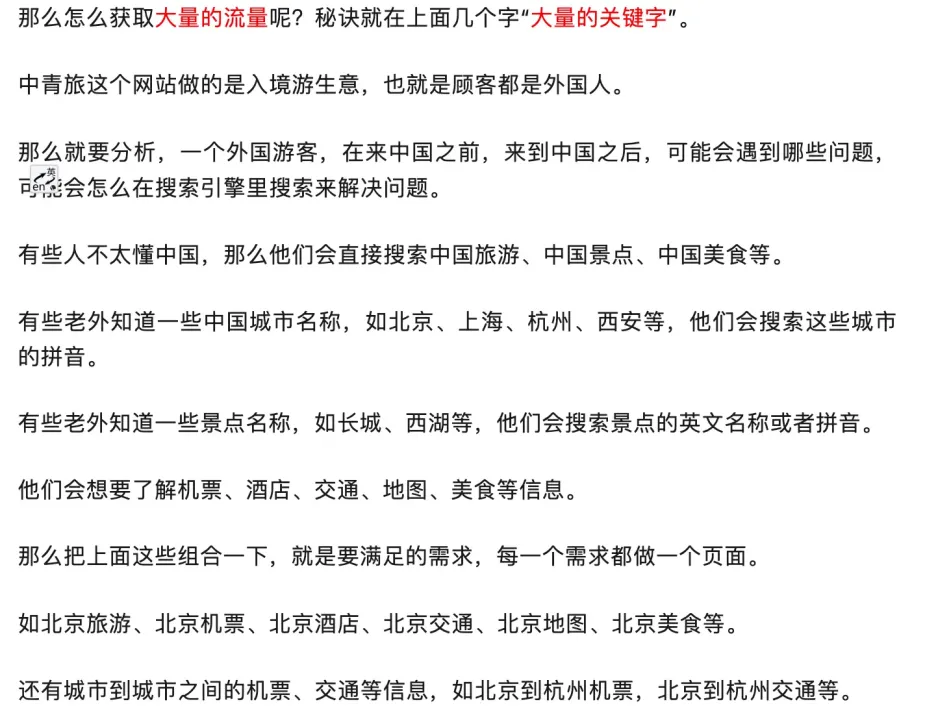 那么怎么获取大量的流量呢？秘诀就在上面几个字“大量的关键字”。
中青旅这个网站做的是入境游生意，也就是顾客都是外国人。
那么就要分析，一个外国游客，在来中国之前，来到中国之后，可能会遇到哪些问题，
可能会怎么在搜索引擎里搜索来解决问题。
英
en
有些人不太懂中国，那么他们会直接搜索中国旅游、中国景点、中国美食等。
有些老外知道一些中国城市名称，如北京、上海、杭州、西安等，他们会搜索这些城市
的拼音。
有些老外知道一些景点名称，如长城、西湖等，他们会搜索景点的英文名称或者拼音。
他们会想要了解机票、酒店、交通、地图、美食等信息。
那么把上面这些组合一下，就是要满足的需求，每一个需求都做一个页面。
如北京旅游、北京机票、北京酒店、北京交通、北京地图、北京美食等。
还有城市到城市之间的机票、交通等信息，如北京到杭州机票，北京到杭州交通等。